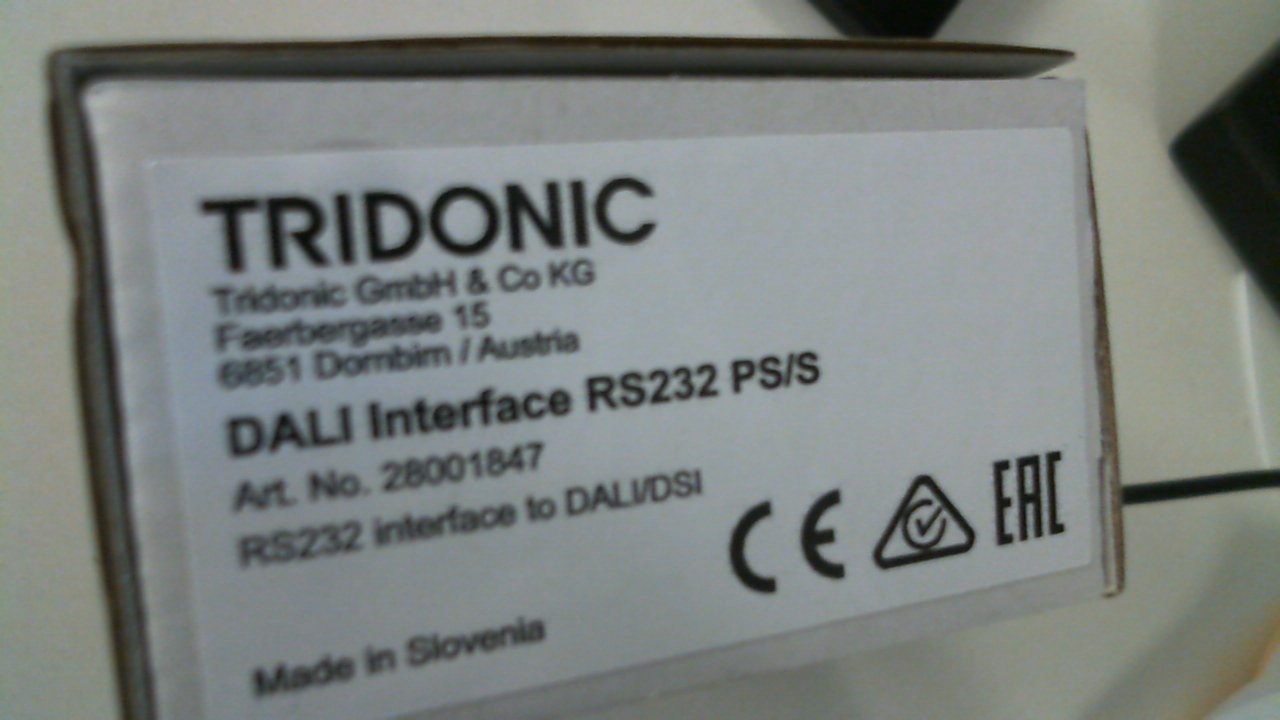 TRIDONIC
Tridonic GmbH & Co KG
Faerbergasse 15
6851 Dornbirn / Austria
DALI Interface RS232 PS/S
Art. No. 28001847
RS232 interface to DALI/DSI
CE EAC
Made in Slovenia